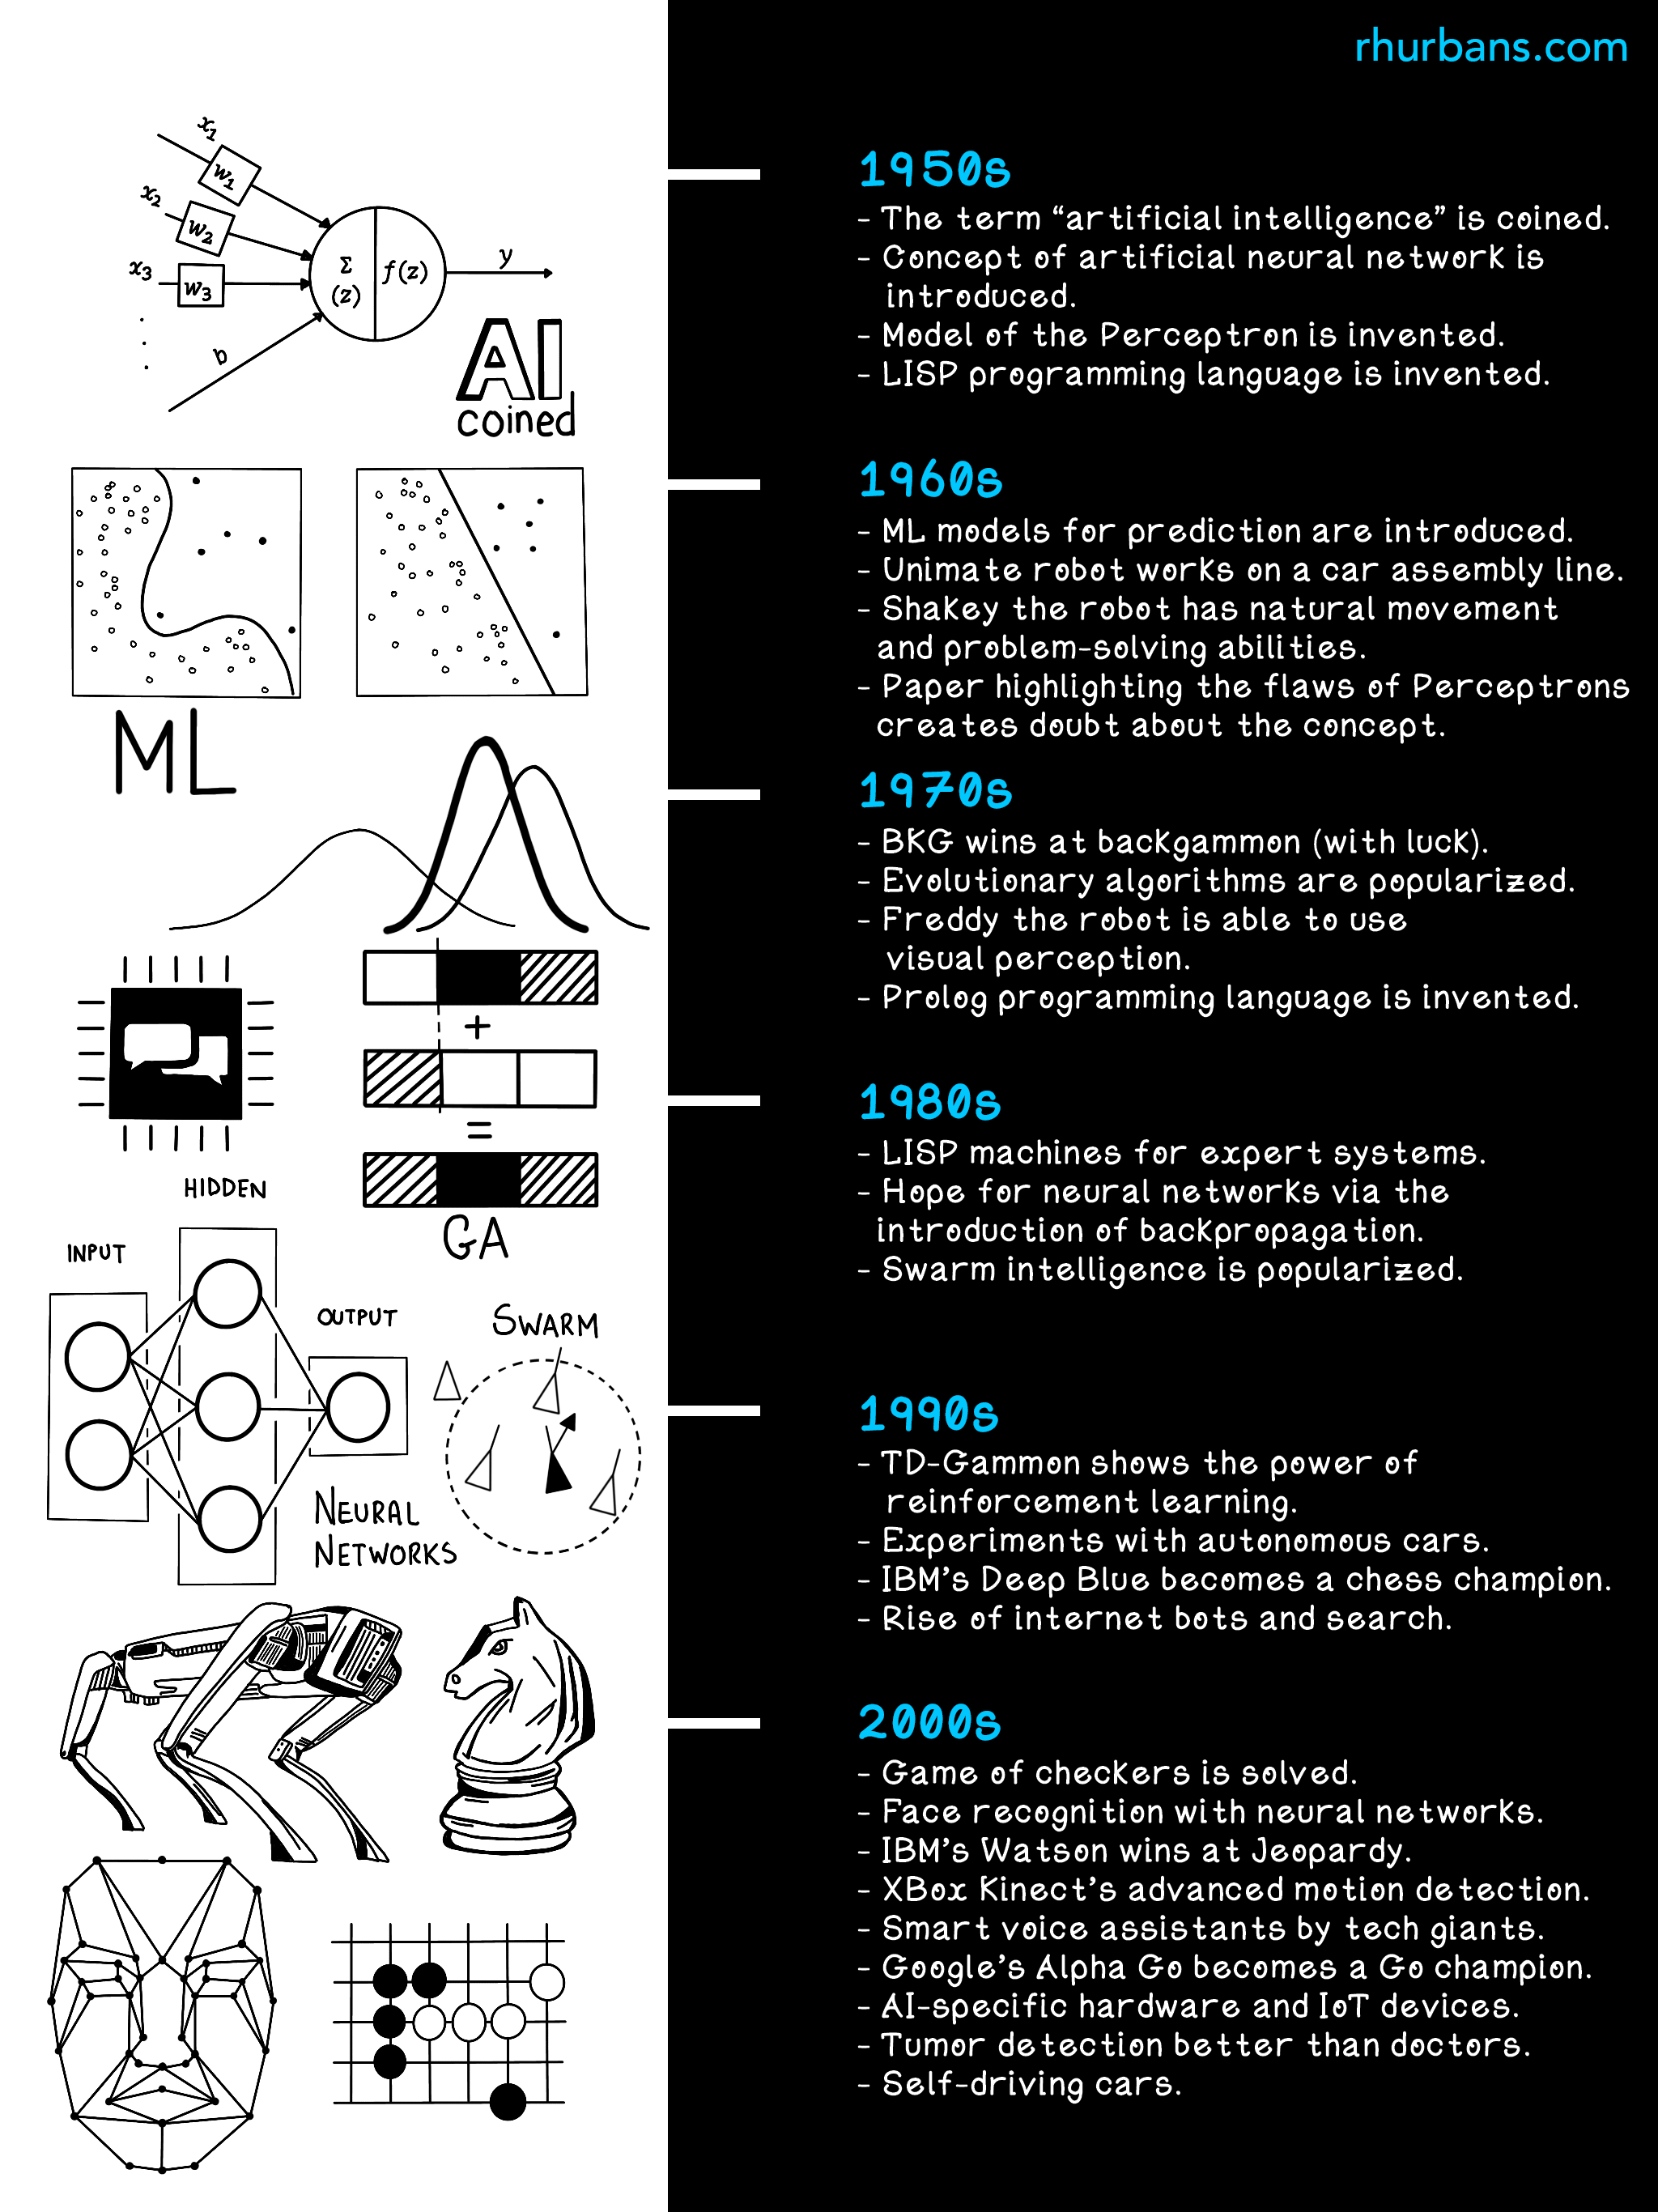 rhurbans.com
x1
w1
x2
w2
x3
w3
Σ
(z)
f(z)
y
b
AI
coined
1950s
- The term “artificial intelligence” is coined.
- Concept of artificial neural network is
introduced.
- Model of the Perceptron is invented.
- LISP programming language is invented.
ML
1960s
- ML models for prediction are introduced.
- Unimate robot works on a car assembly line.
- Shakey the robot has natural movement
and problem-solving abilities.
- Paper highlighting the flaws of Perceptrons
creates doubt about the concept.
1970s
- BKG wins at backgammon (with luck).
- Evolutionary algorithms are popularized.
- Freddy the robot is able to use
visual perception.
- Prolog programming language is invented.
+
=
GA
HIDDEN
INPUT
OUTPUT
NEURAL
NETWORKS
SWARM
1980s
- LISP machines for expert systems.
- Hope for neural networks via the
introduction of backpropagation.
- Swarm intelligence is popularized.
1990s
- TD-Gammon shows the power of
reinforcement learning.
- Experiments with autonomous cars.
- IBM’s Deep Blue becomes a chess champion.
- Rise of internet bots and search.
2000s
- Game of checkers is solved.
- Face recognition with neural networks.
- IBM’s Watson wins at Jeopardy.
- XBox Kinect’s advanced motion detection.
- Smart voice assistants by tech giants.
- Google’s Alpha Go becomes a Go champion.
- AI-specific hardware and IoT devices.
- Tumor detection better than doctors.
- Self-driving cars.